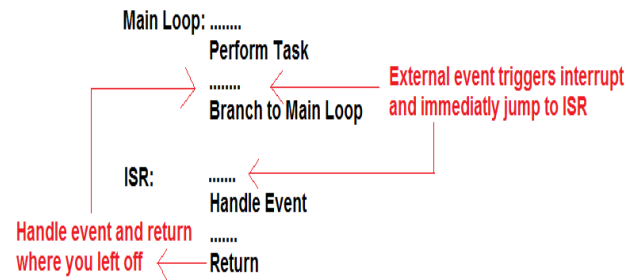 Main Loop: ........
Perform Task
........
Branch to Main Loop
External event triggers interrupt
and immediatly jump to ISR
ISR: .......
Handle Event
.......
Return
Handle event and return
where you left off